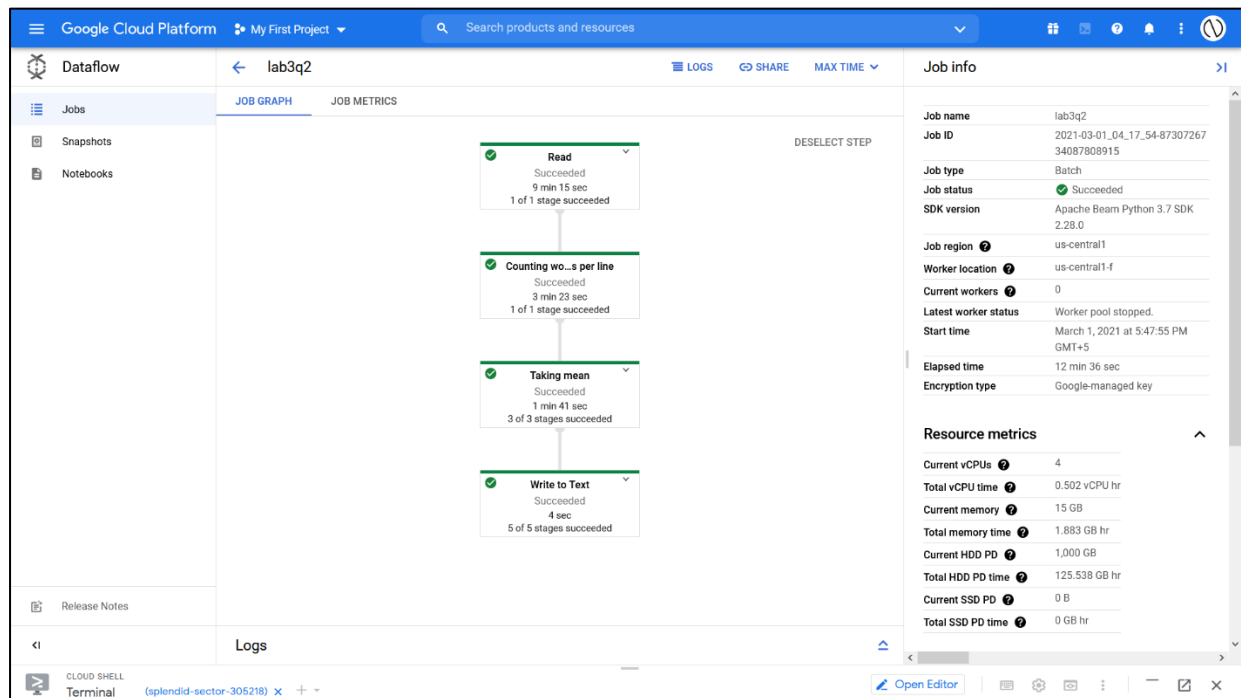 Google Cloud Platform
My First Project
Search products and resources
Dataflow
lab3q2
LOGS
SHARE
MAX TIME
Job info
Jobs
Snapshots
Notebooks
JOB GRAPH
JOB METRICS
DESELECT STEP
Read
Succeeded
9 min 15 sec
1 of 1 stage succeeded
Counting wo...s per line
Succeeded
3 min 23 sec
1 of 1 stage succeeded
Taking mean
Succeeded
1 min 41 sec
3 of 3 stages succeeded
Write to Text
Succeeded
4 sec
5 of 5 stages succeeded
Job name lab3q2
Job ID 2021-03-01_04_17_54-87307267
34087808915
Job type Batch
Job status Succeeded
SDK version Apache Beam Python 3.7 SDK
2.28.0
Job region us-central1
Worker location us-central1-f
Current workers 0
Latest worker status Worker pool stopped.
Start time March 1, 2021 at 5:47:55 PM
GMT+5
Elapsed time 12 min 36 sec
Encryption type Google-managed key
Resource metrics
Current vCPUs 4
Total vCPU time 0.502 vCPU hr
Current memory 15 GB
Total memory time 1.883 GB hr
Current HDD PD 1,000 GB
Total HDD PD time 125.538 GB hr
Current SSD PD 0 B
Total SSD PD time 0 GB hr
Release Notes
Logs
CLOUD SHELL
Terminal
(splendid-sector-305218)
Open Editor